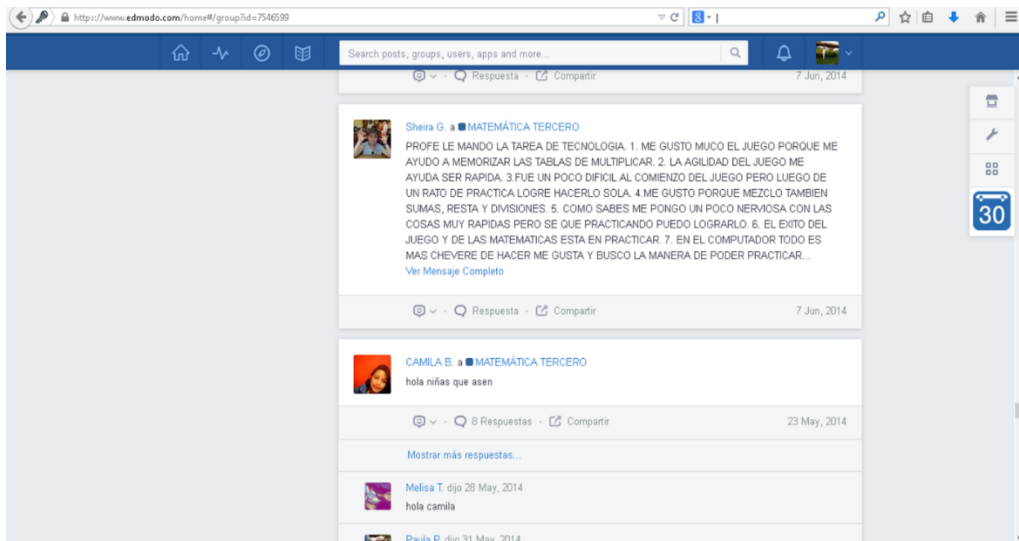 https://www.edmodo.com/home#/group?id=7546599
8
Search posts, groups, users, apps and more...
Respuesta · Compartir
7 Jun, 2014
30
Sheira G. a MATEMÁTICA TERCERO
PROFE LE MANDO LA TAREA DE TECNOLOGIA. 1. ME GUSTO MUCO EL JUEGO PORQUE ME
AYUDO A MEMORIZAR LAS TABLAS DE MULTIPLICAR. 2. LA AGILIDAD DEL JUEGO ME
AYUDA SER RAPIDA. 3.FUE UN POCO DIFICIL AL COMIENZO DEL JUEGO PERO LUEGO DE
UN RATO DE PRACTICA LOGRE HACERLO SOLA. 4.ME GUSTO PORQUE MEZCLO TAMBIEN
SUMAS, RESTA Y DIVISIONES. 5. COMO SABES ME PONGO UN POCO NERVIOSA CON LAS
COSAS MUY RAPIDAS PERO SE QUE PRACTICANDO PUEDO LOGRARLO. 6. EL EXITO DEL
JUEGO Y DE LAS MATEMATICAS ESTA EN PRACTICAR. 7. EN EL COMPUTADOR TODO ES
MAS CHEVERE DE HACER ME GUSTA Y BUSCO LA MANERA DE PODER PRACTICAR...
Ver Mensaje Completo
Respuesta · Compartir
7 Jun, 2014
CAMILA B. a MATEMÁTICA TERCERO
hola niñas que asen
8 Respuestas · Compartir
23 May, 2014
Mostrar más respuestas...
Melisa T. dijo 28 May, 2014
hola camila
Paula P. dijo 31 May, 2014